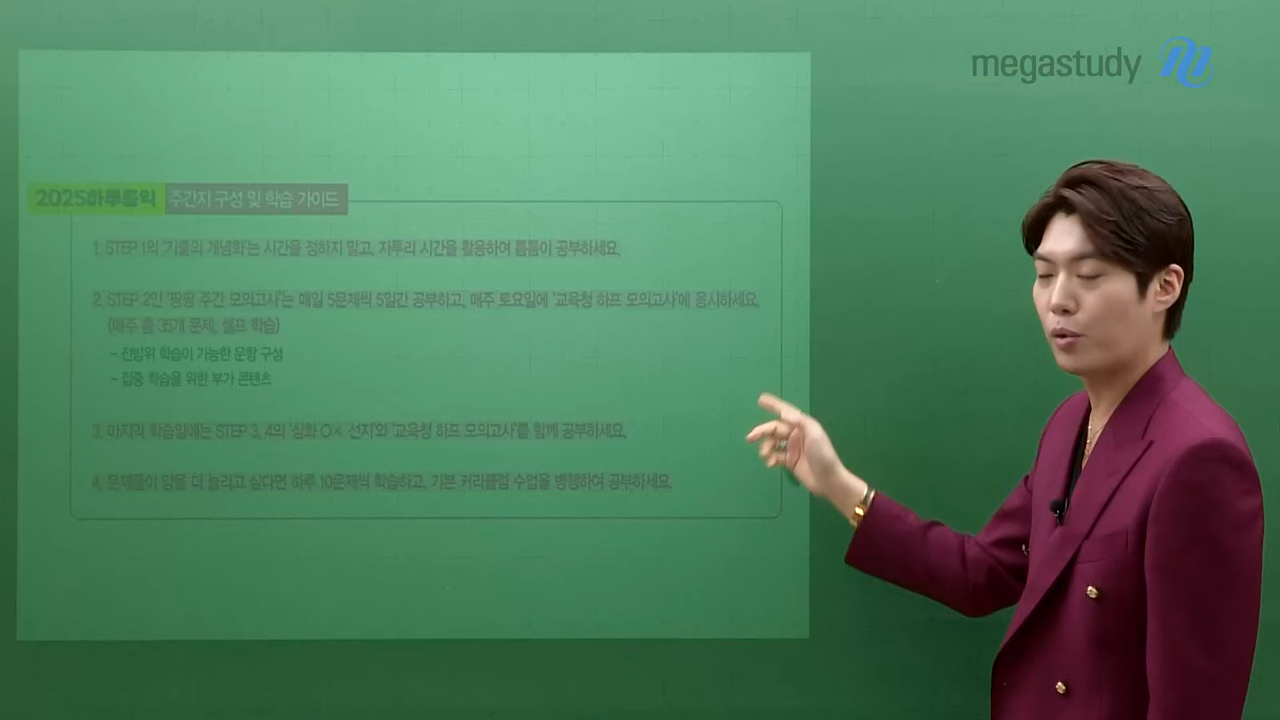 megastudy
2025하루동익 주간지 구성 및 학습 가이드
1. STEP 1의 '기출의 개념화'는 시간을 정하지 말고, 자투리 시간을 활용하여 틈틈이 공부하세요.
2. STEP 2인 '팡팡 주간 모의고사'는 매일 5문제씩 5일간 공부하고, 매주 토요일에 '교육청 하프 모의고사'에 응시하세요.
(매주 총 35개 문제, 셀프 학습)
- 전방위 학습이 가능한 문항 구성
- 집중 학습을 위한 부가 콘텐츠
3. 마지막 학습일에는 STEP 3, 4의 '심화 O× 선지'와 '교육청 하프 모의고사'를 함께 공부하세요.
4. 문제풀이 양을 더 늘리고 싶다면 하루 10문제씩 학습하고, 기본 커리큘럼 수업을 병행하여 공부하세요.